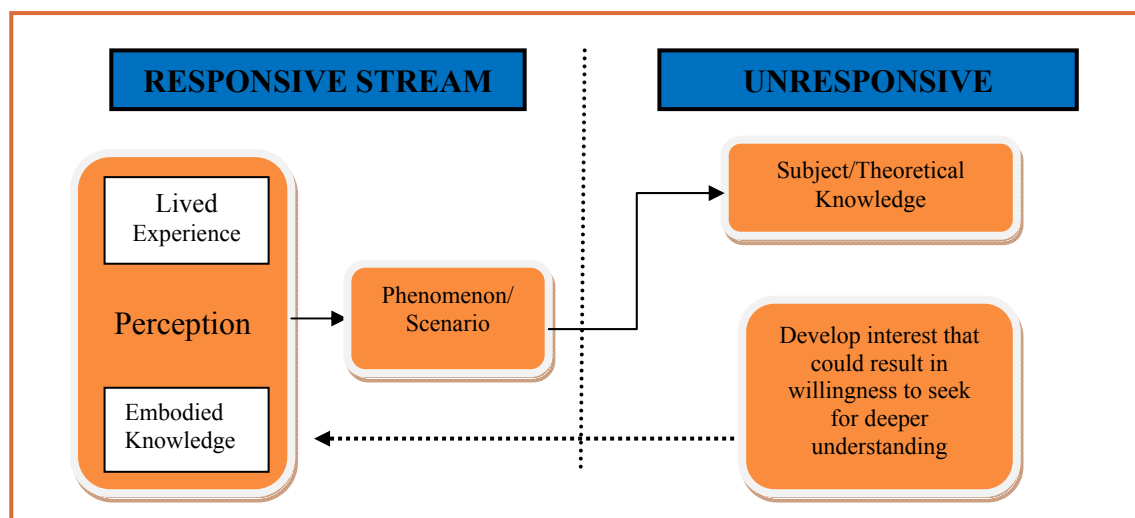 RESPONSIVE STREAM
UNRESPONSIVE
Lived
Experience
Perception
Embodied
Knowledge
Phenomenon/
Scenario
Subject/Theoretical
Knowledge
Develop interest that
could result in
willingness to seek
for deeper
understanding